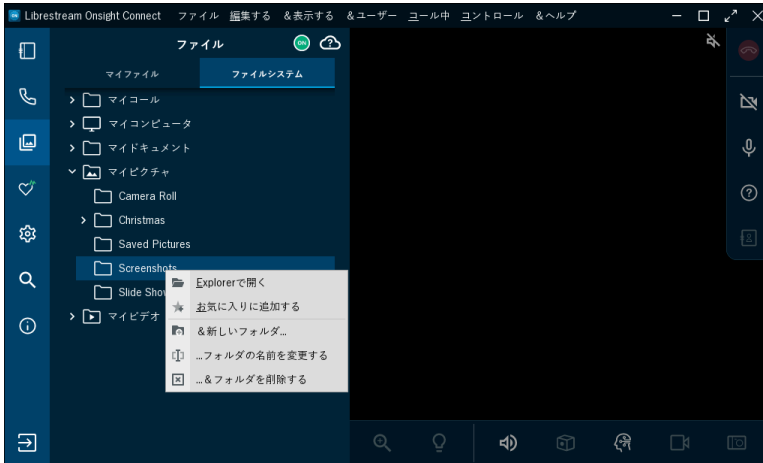 Librestream Onsight Connect ファイル 編集する &表示する &ユーザー コール中 コントロール &ヘルプ
ファイル ON
マイファイル ファイルシステム
マイコール
マイコンピュータ
マイドキュメント
マイピクチャ
Camera Roll
Christmas
Saved Pictures
Screenshots
Slide Show
マイビデオ
Explorerで開く
お気に入りに追加する
&新しいフォルダ...
...フォルダの名前を変更する
...&フォルダを削除する